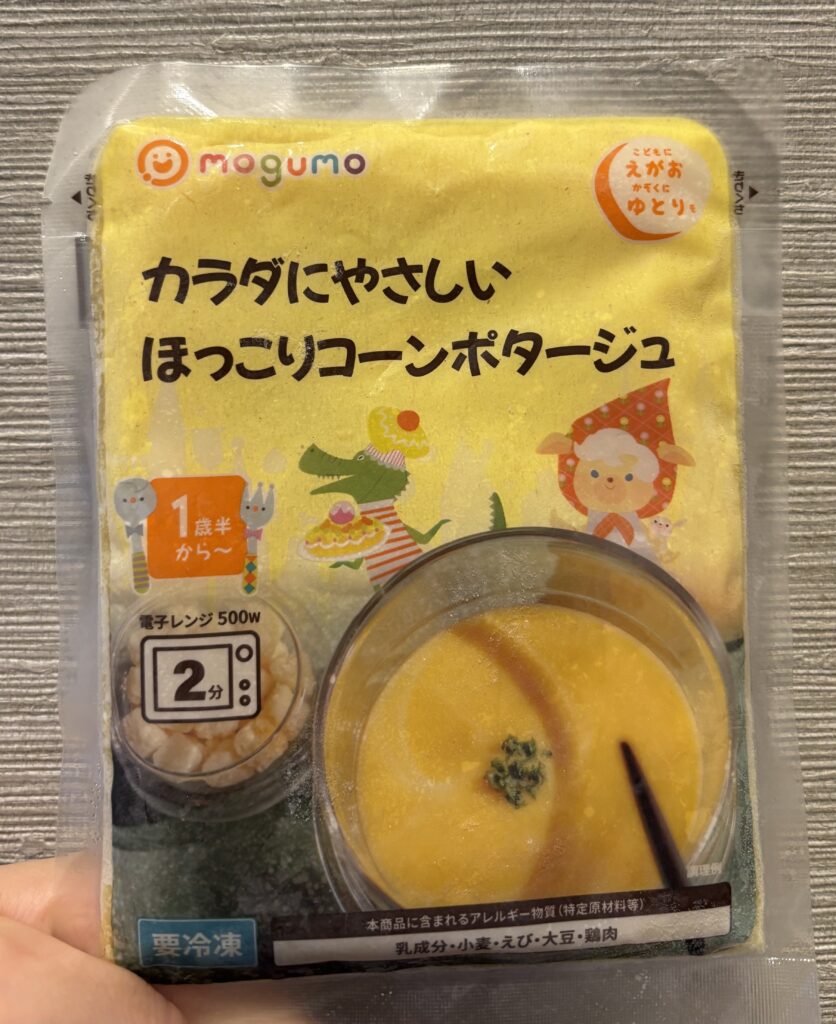 mogumo
こどもに
えがお
かぞくに
ゆとりを
カラダにやさしい
ほっこりコーンポタージュ
1歳半
から〜
電子レンジ 500w
2分
調理例
本商品に含まれるアレルギー物質(特定原材料等)
乳成分・小麦・えび・大豆・鶏肉
要冷凍